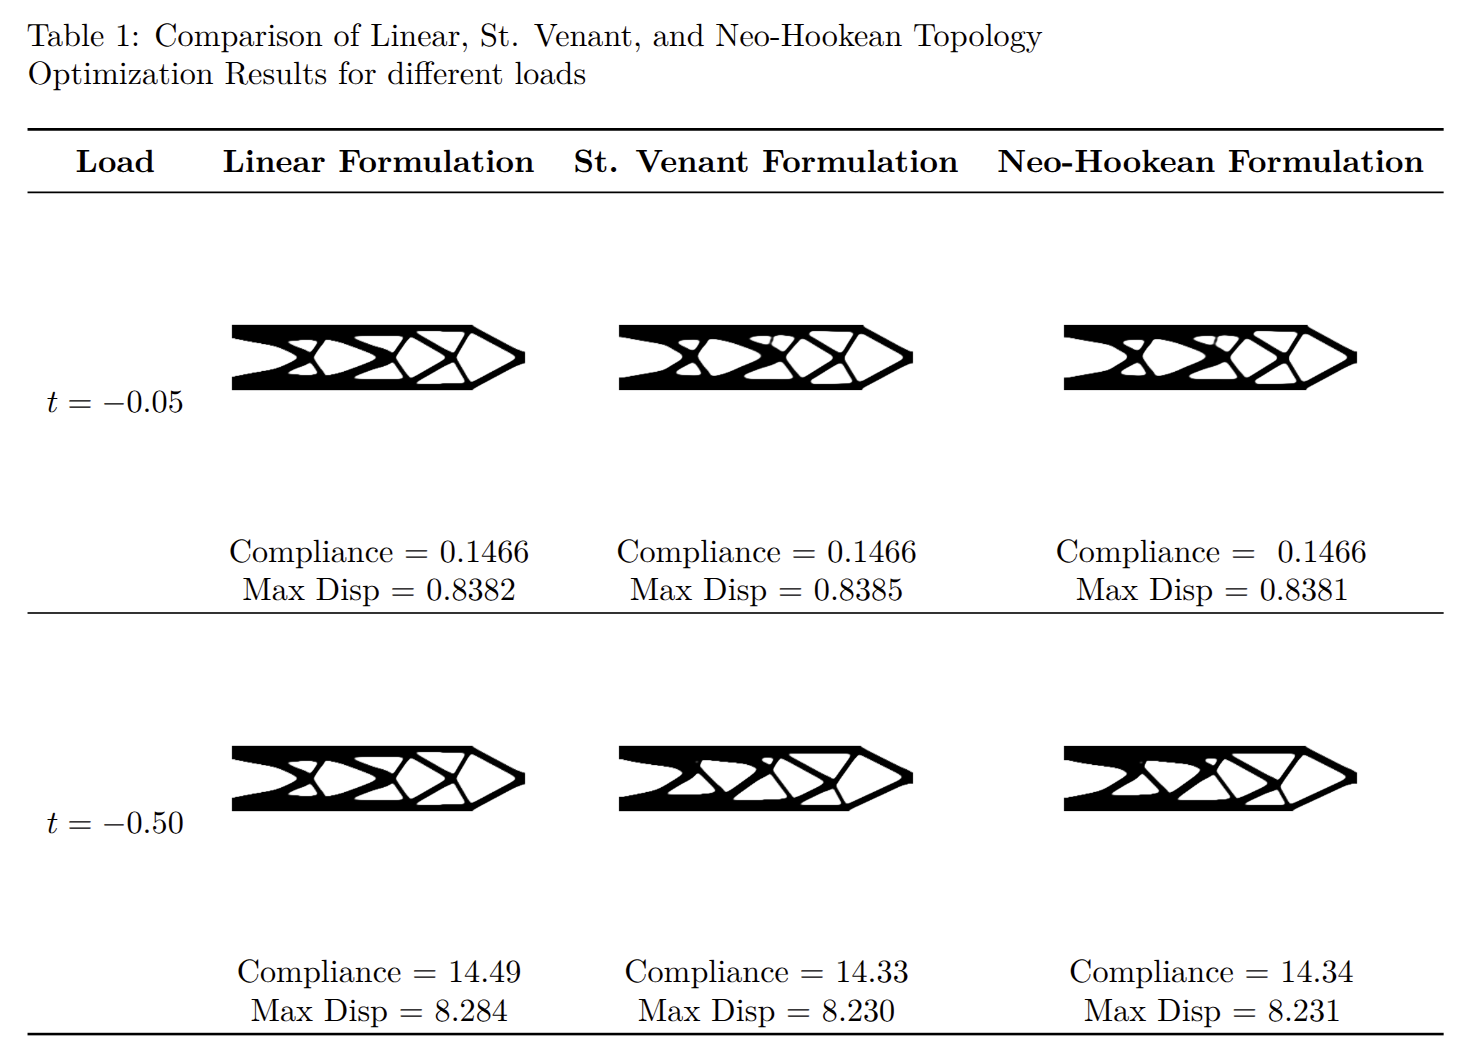 Table 1: Comparison of Linear, St. Venant, and Neo-Hookean Topology
Optimization Results for different loads
Load Linear Formulation St. Venant Formulation Neo-Hookean Formulation
t = −0.05
Compliance = 0.1466 Compliance = 0.1466 Compliance = 0.1466
Max Disp = 0.8382 Max Disp = 0.8385 Max Disp = 0.8381
t = −0.50
Compliance = 14.49 Compliance = 14.33 Compliance = 14.34
Max Disp = 8.284 Max Disp = 8.230 Max Disp = 8.231